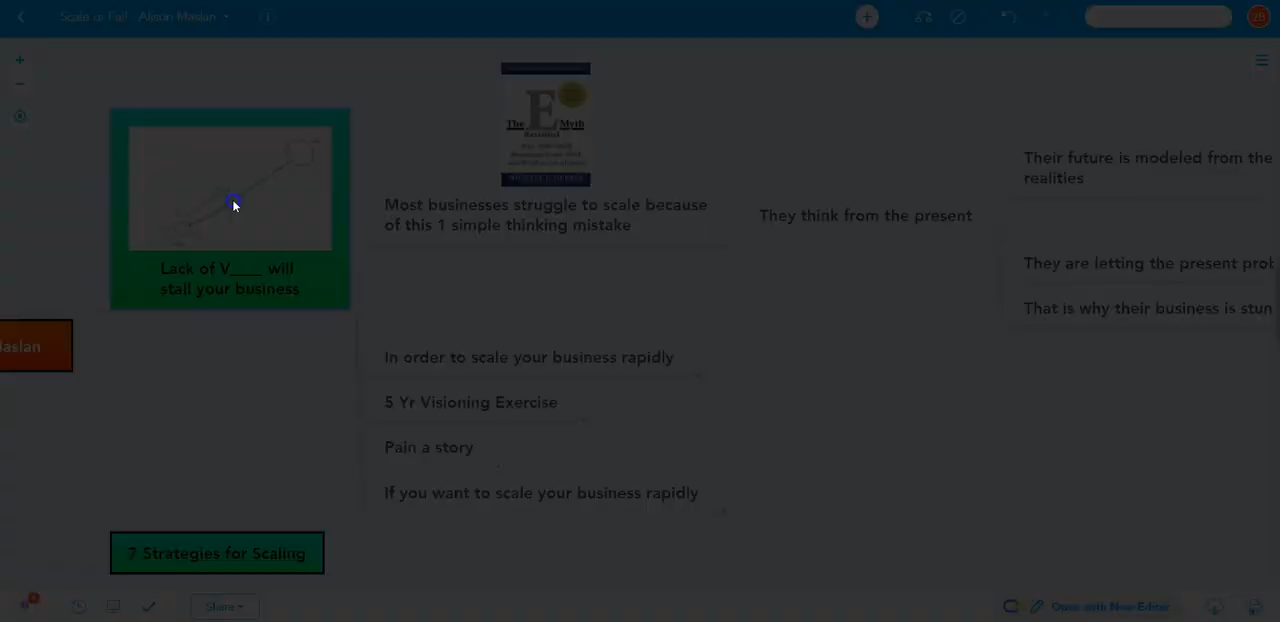 Scale or Fail - Allison Maslan
28
The E Myth
Revisited
MICHAEL E. GERBER
Their future is modeled from the
realities
Most businesses struggle to scale because
of this 1 simple thinking mistake
They think from the present
Lack of V____ will
stall your business
They are letting the present prob
That is why their business is stun
Maslan
In order to scale your business rapidly
5 Yr Visioning Exercise
Pain a story
If you want to scale your business rapidly
7 Strategies for Scaling
Share
Open with New Editor